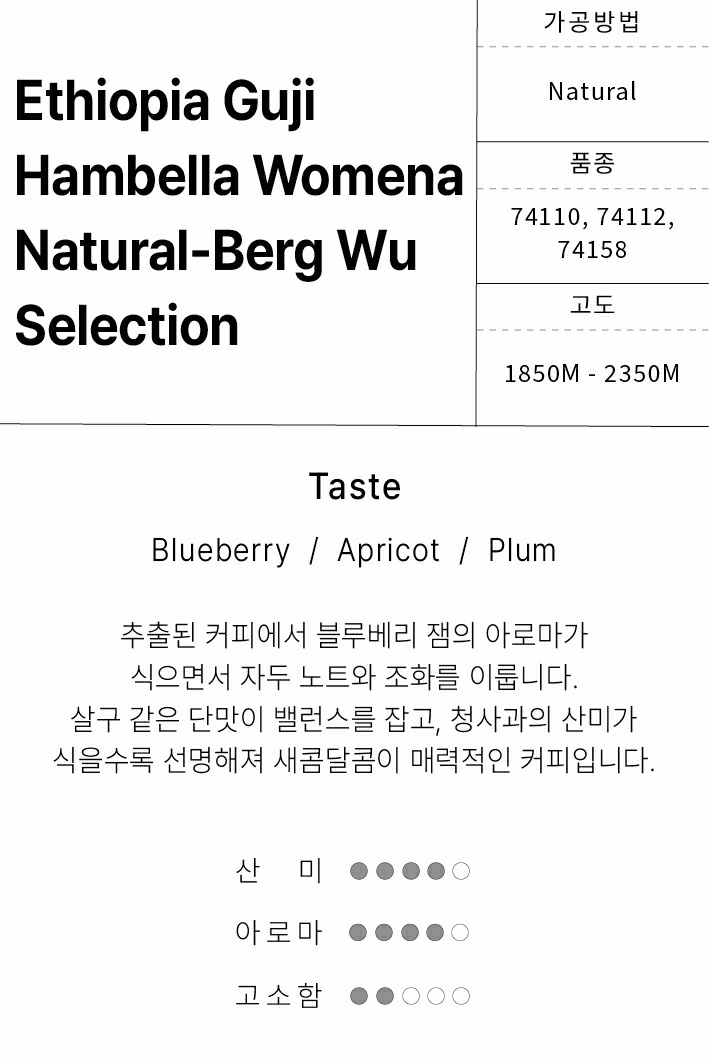 Ethiopia Guji
Hambella Womena
Natural-Berg Wu
Selection
가공방법
Natural
품종
74110, 74112,
74158
고도
1850M - 2350M
Taste
Blueberry / Apricot / Plum
추출된 커피에서 블루베리 잼의 아로마가
식으면서 자두 노트와 조화를 이룹니다.
살구 같은 단맛이 밸런스를 잡고, 청사과의 산미가
식을수록 선명해져 새콤달콤이 매력적인 커피입니다.
산 미 ●●●●○
아로마 ●●●●○
고소함 ●●○○○